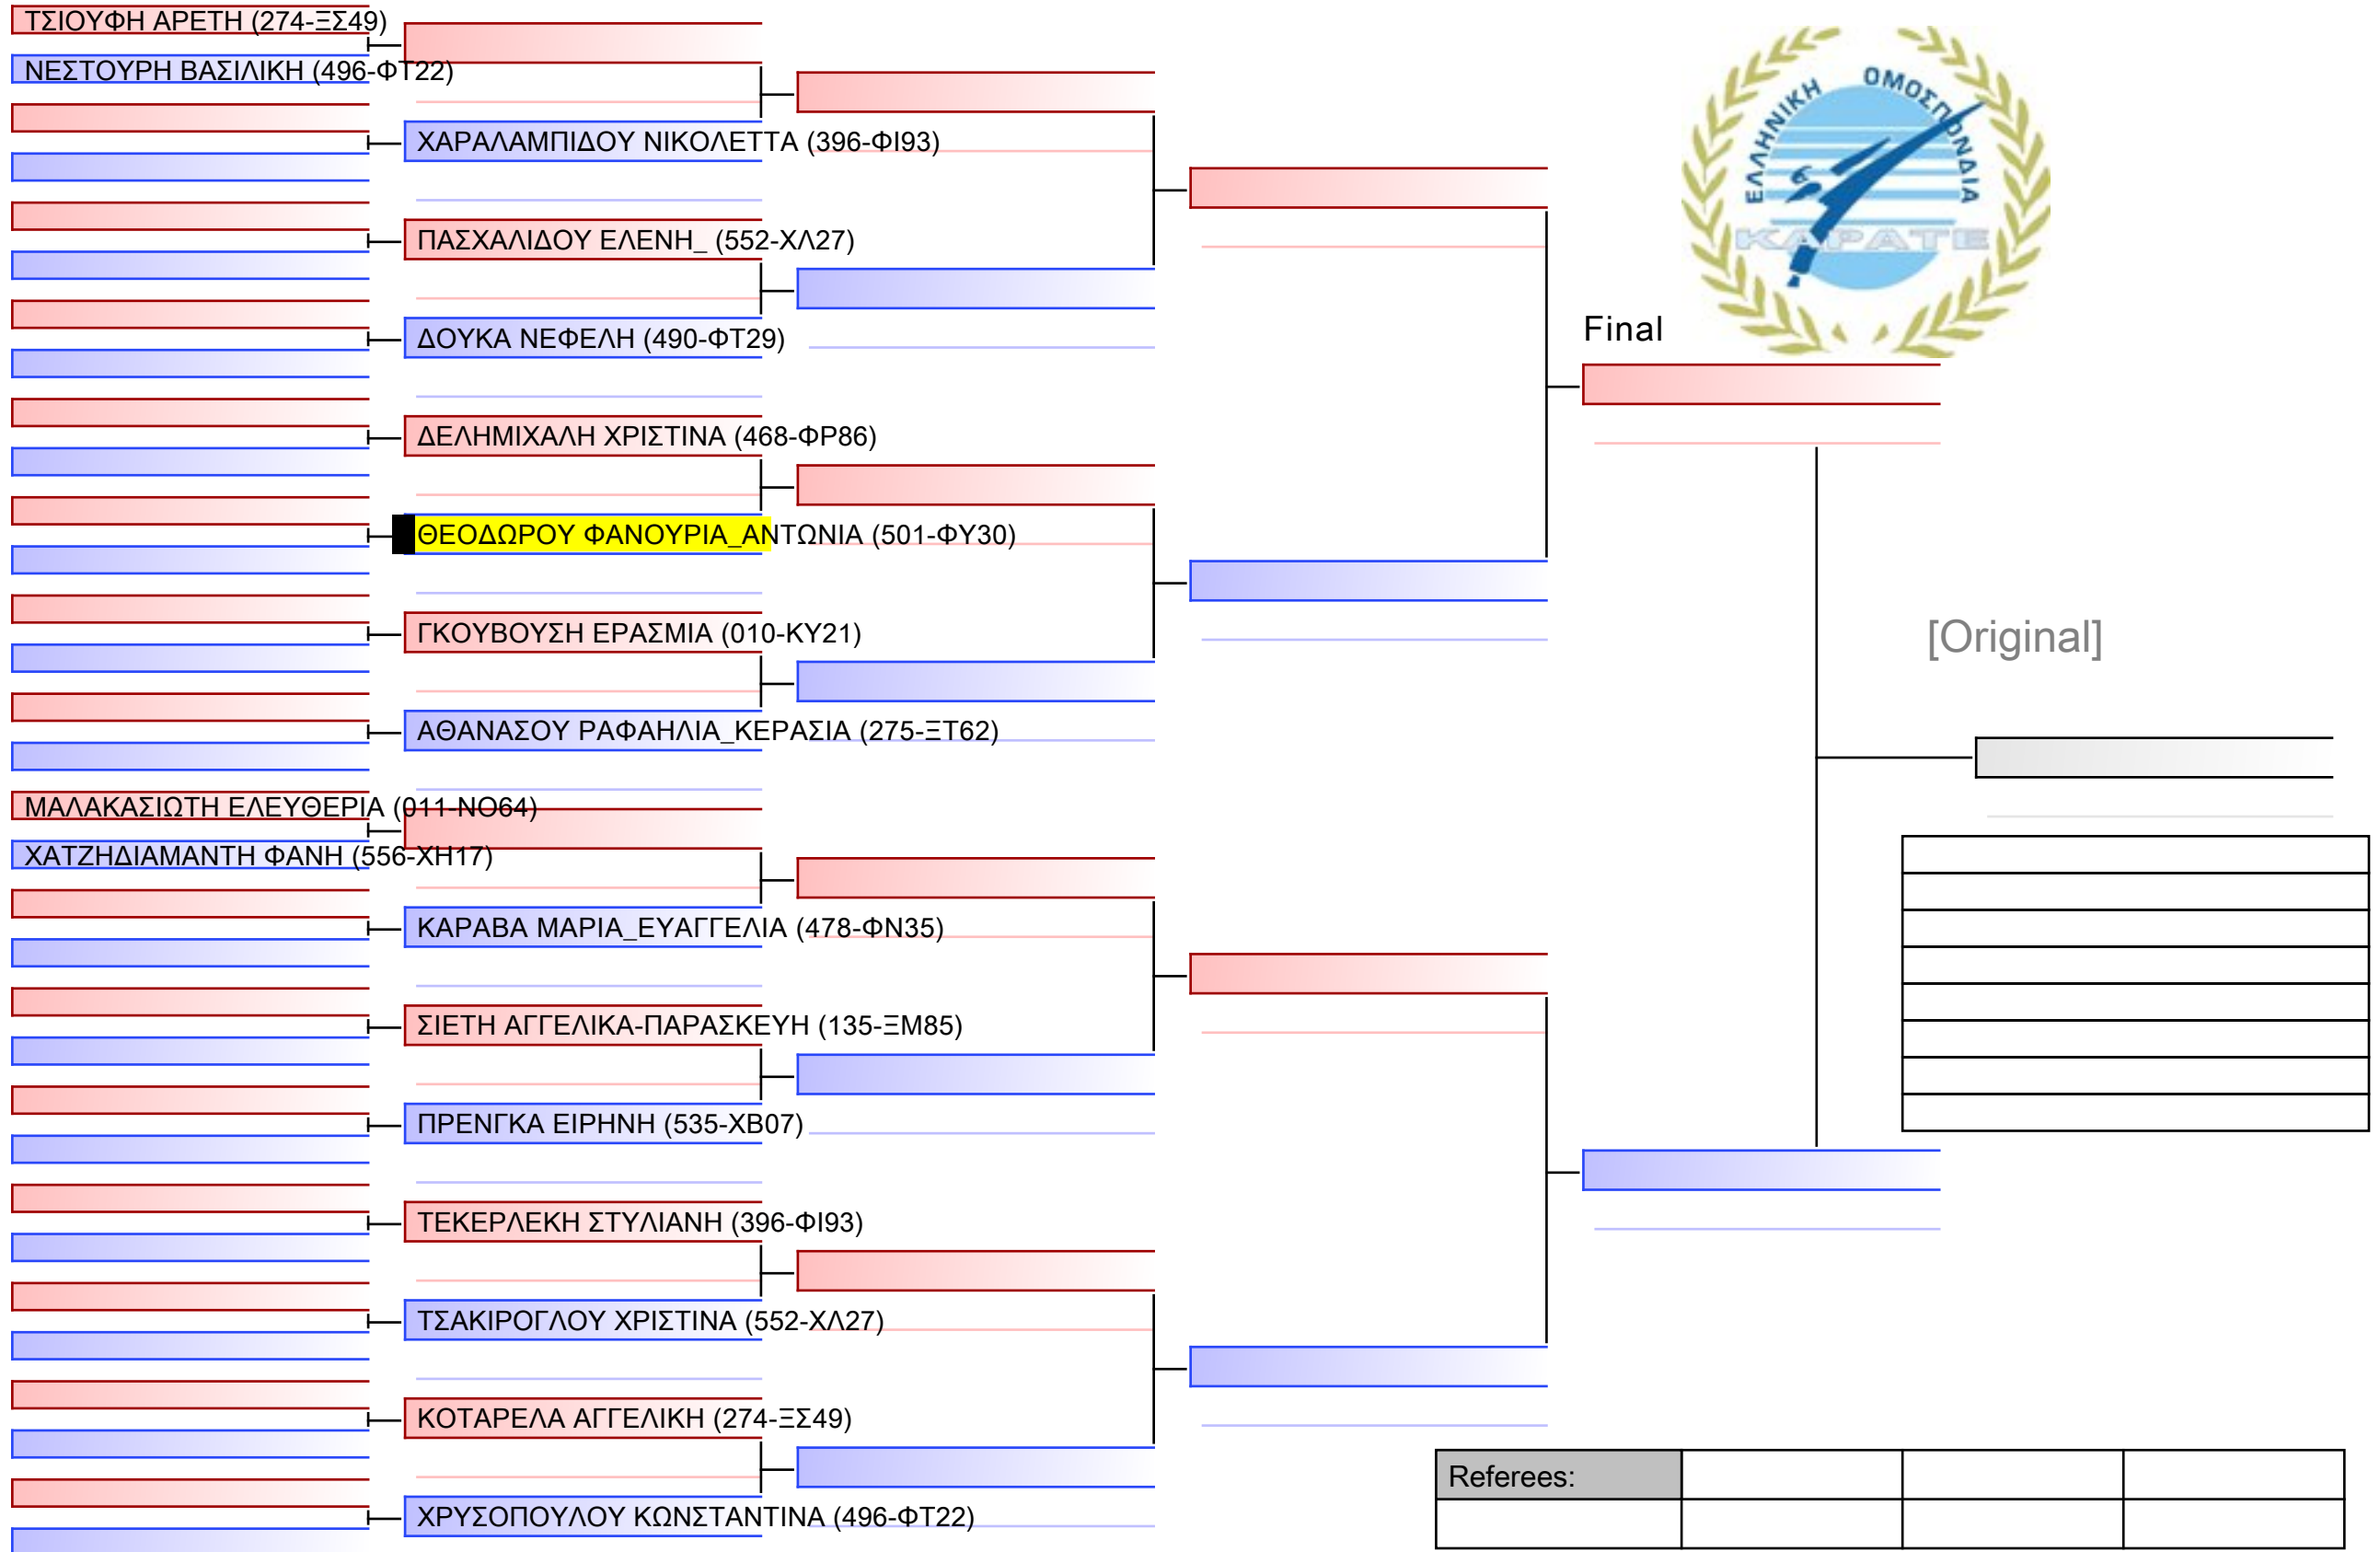 ΤΣΙΟΥΦΗ ΑΡΕΤΗ (274-ΞΣ49)
ΝΕΣΤΟΥΡΗ ΒΑΣΙΛΙΚΗ (496-ΦΤ22)
ΧΑΡΑΛΑΜΠΙΔΟΥ ΝΙΚΟΛΕΤΤΑ (396-ΦΙ93)
ΠΑΣΧΑΛΙΔΟΥ ΕΛΕΝΗ_ (552-ΧΛ27)
ΔΟΥΚΑ ΝΕΦΕΛΗ (490-ΦΤ29)
ΔΕΛΗΜΙΧΑΛΗ ΧΡΙΣΤΙΝΑ (468-ΦΡ86)
ΘΕΟΔΩΡΟΥ ΦΑΝΟΥΡΙΑ_ΑΝΤΩΝΙΑ (501-ΦΥ30)
ΓΚΟΥΒΟΥΣΗ ΕΡΑΣΜΙΑ (010-ΚΥ21)
ΑΘΑΝΑΣΟΥ ΡΑΦΑΗΛΙΑ_ΚΕΡΑΣΙΑ (275-ΞΤ62)
ΜΑΛΑΚΑΣΙΩΤΗ ΕΛΕΥΘΕΡΙΑ (011-ΝΟ64)
ΧΑΤΖΗΔΙΑΜΑΝΤΗ ΦΑΝΗ (556-ΧΗ17)
ΚΑΡΑΒΑ ΜΑΡΙΑ_ΕΥΑΓΓΕΛΙΑ (478-ΦΝ35)
ΣΙΕΤΗ ΑΓΓΕΛΙΚΑ-ΠΑΡΑΣΚΕΥΗ (135-ΞΜ85)
ΠΡΕΝΓΚΑ ΕΙΡΗΝΗ (535-ΧΒ07)
ΤΕΚΕΡΛΕΚΗ ΣΤΥΛΙΑΝΗ (396-ΦΙ93)
ΤΣΑΚΙΡΟΓΛΟΥ ΧΡΙΣΤΙΝΑ (552-ΧΛ27)
ΚΟΤΑΡΕΛΑ ΑΓΓΕΛΙΚΗ (274-ΞΣ49)
ΧΡΥΣΟΠΟΥΛΟΥ ΚΩΝΣΤΑΝΤΙΝΑ (496-ΦΤ22)
ΕΛΛΗΝΙΚΗ ΟΜΟΣΠΟΝΔΙΑ
ΚΑΡΑΤΕ
Final
[Original]
Referees: